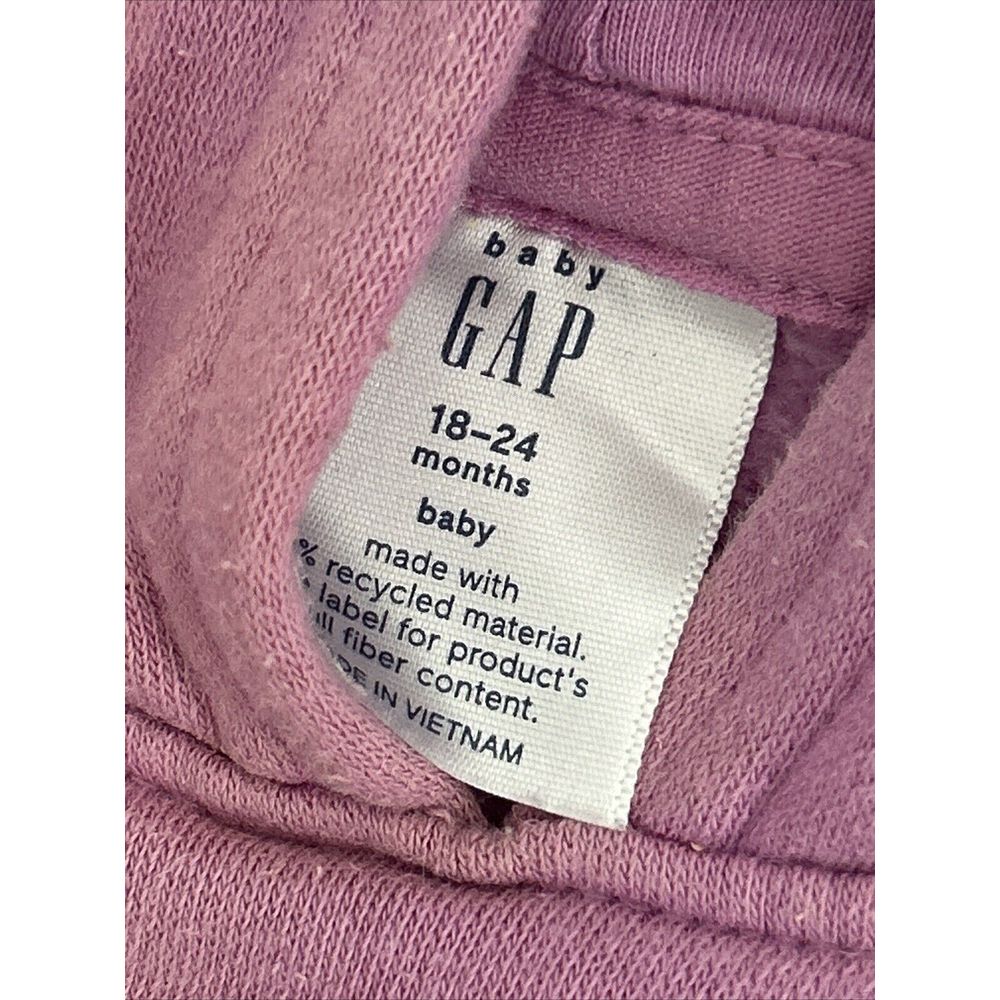 baby
GAP
18-24
months
baby
made with
% recycled material.
label for product's
fiber content.
IN VIETNAM